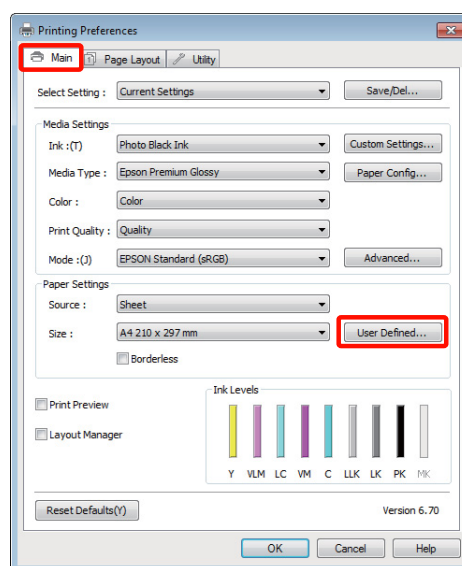 Printing Preferences
Main Page Layout Utility
Select Setting : Current Settings Save/Del...
Media Settings
Ink :(T) Photo Black Ink Custom Settings...
Media Type : Epson Premium Glossy Paper Config...
Color : Color
Print Quality : Quality
Mode :(J) EPSON Standard (sRGB) Advanced...
Paper Settings
Source : Sheet
Size : A4 210 x 297 mm User Defined...
Borderless
Ink Levels
Print Preview
Layout Manager
Y VLM LC VM C LLK LK PK MK
Reset Defaults(Y) Version 6.70
OK Cancel Help